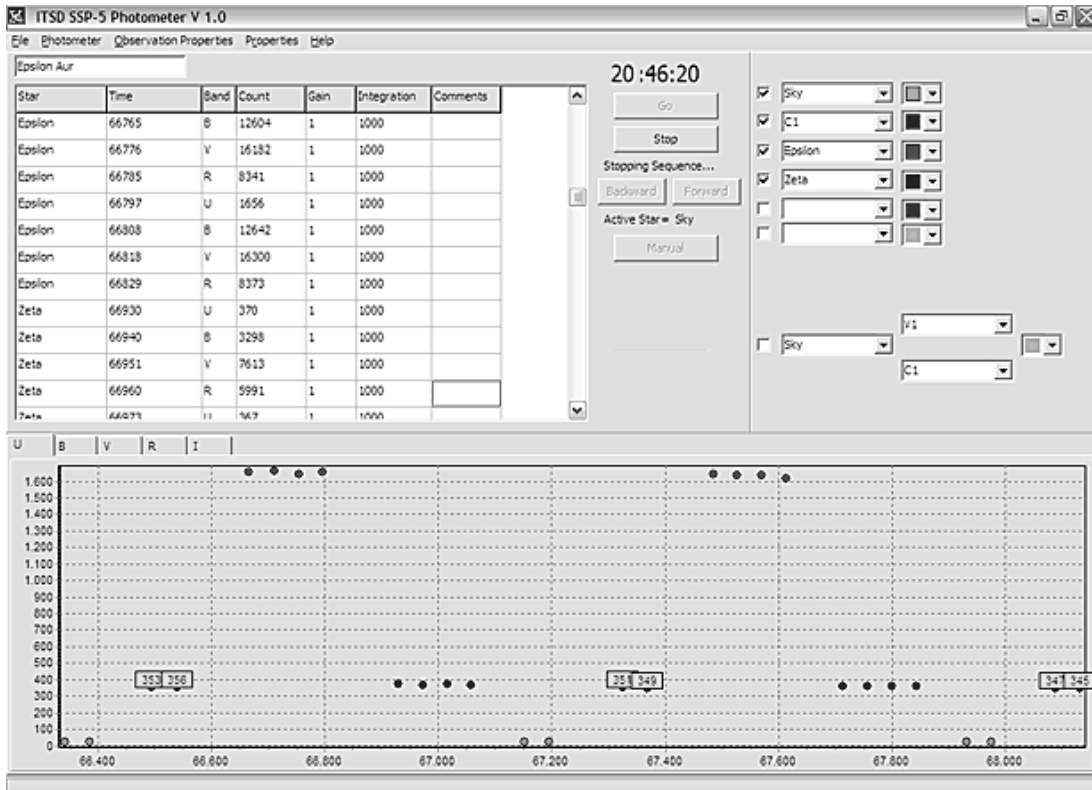 ITSD SSP-5 Photometer V 1.0
File Photometer Observation Properties Properties Help
Epsilon Aur
Star Time Band Count Gain Integration Comments
Epsilon 66765 B 12604 1 1000
Epsilon 66776 V 16182 1 1000
Epsilon 66785 R 8341 1 1000
Epsilon 66797 U 1656 1 1000
Epsilon 66808 B 12642 1 1000
Epsilon 66818 V 16300 1 1000
Epsilon 66829 R 8373 1 1000
Zeta 66930 U 370 1 1000
Zeta 66940 B 3298 1 1000
Zeta 66951 V 7613 1 1000
Zeta 66960 R 5991 1 1000
Zeta 66973 U 367 1 1000
20:46:20
Go
Stop
Stopping Sequence...
Backward Forward
Active Star= Sky
Manual
Sky
C1
Epsilon
Zeta
V1
Sky
C1
U B V R I
1.600
1.500
1.400
1.300
1.200
1.100
1.000
900
800
700
600
500
400
300
200
100
0
353 356 351 349 347 345
66.400 66.600 66.800 67.000 67.200 67.400 67.600 67.800 68.000